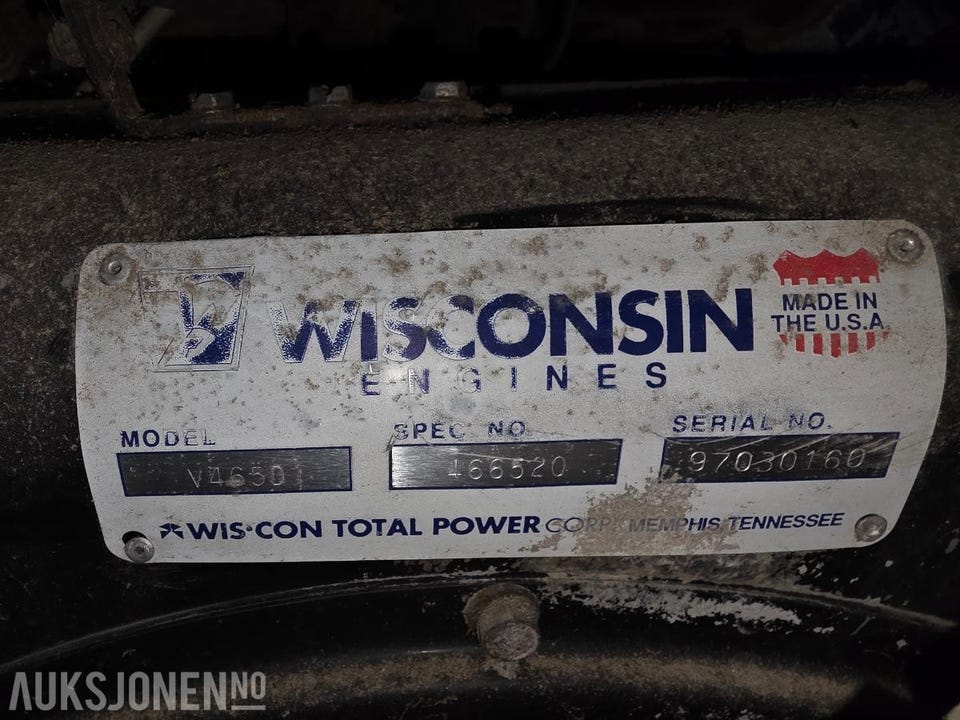 WISCONSIN
ENGINES
MADE IN
THE U.S.A
MODEL
V465D
SPEC NO.
466520
SERIAL NO.
97030160
WIS•CON TOTAL POWER CORP. MEMPHIS TENNESSEE
AUKSJONEN.NO